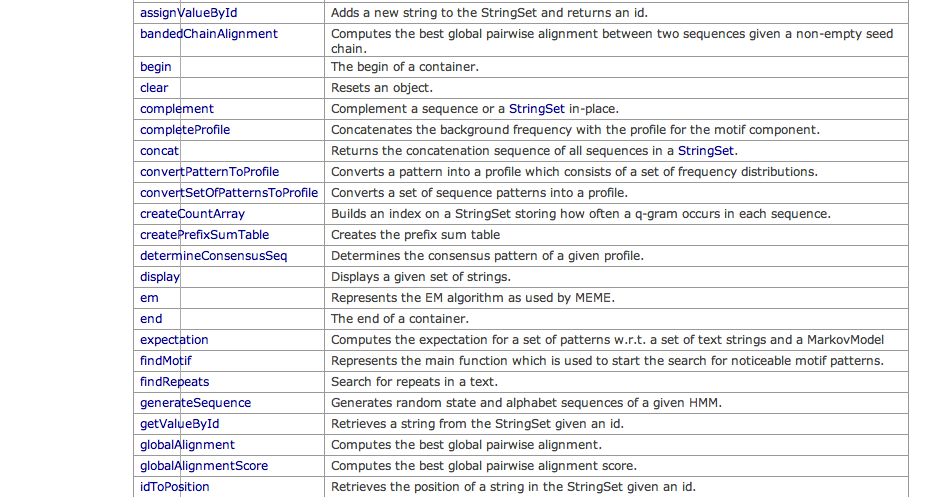 assignValueById Adds a new string to the StringSet and returns an id.
bandedChainAlignment Computes the best global pairwise alignment between two sequences given a non-empty seed
chain.
begin The begin of a container.
clear Resets an object.
complement Complement a sequence or a StringSet in-place.
completeProfile Concatenates the background frequency with the profile for the motif component.
concat Returns the concatenation sequence of all sequences in a StringSet.
convertPatternToProfile Converts a pattern into a profile which consists of a set of frequency distributions.
convertSetOfPatternsToProfile Converts a set of sequence patterns into a profile.
createCountArray Builds an index on a StringSet storing how often a q-gram occurs in each sequence.
createPrefixSumTable Creates the prefix sum table
determineConsensusSeq Determines the consensus pattern of a given profile.
display Displays a given set of strings.
em Represents the EM algorithm as used by MEME.
end The end of a container.
expectation Computes the expectation for a set of patterns w.r.t. a set of text strings and a MarkovModel
findMotif Represents the main function which is used to start the search for noticeable motif patterns.
findRepeats Search for repeats in a text.
generateSequence Generates random state and alphabet sequences of a given HMM.
getValueById Retrieves a string from the StringSet given an id.
globalAlignment Computes the best global pairwise alignment.
globalAlignmentScore Computes the best global pairwise alignment score.
idToPosition Retrieves the position of a string in the StringSet given an id.